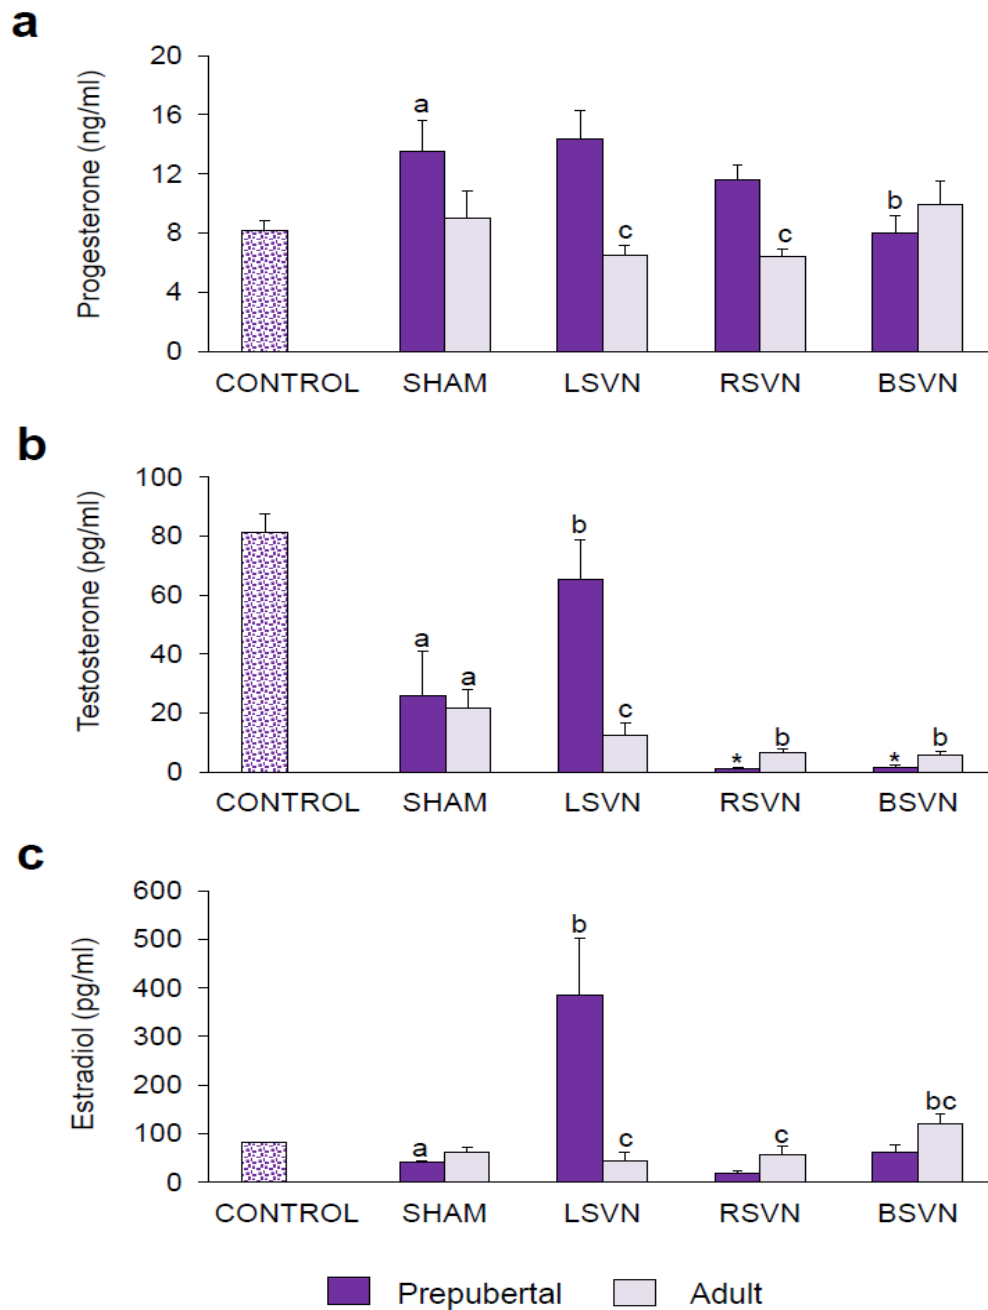 a
Progesterone (ng/ml)
20
16
12
8
4
0
a
c
c
b
CONTROL SHAM LSVN RSVN BSVN
b
Testosterone (pg/ml)
100
80
60
40
20
0
a
a
b
c
*
b
*
b
CONTROL SHAM LSVN RSVN BSVN
c
Estradiol (pg/ml)
600
500
400
300
200
100
0
a
b
c
c
bc
CONTROL SHAM LSVN RSVN BSVN
Prepubertal Adult